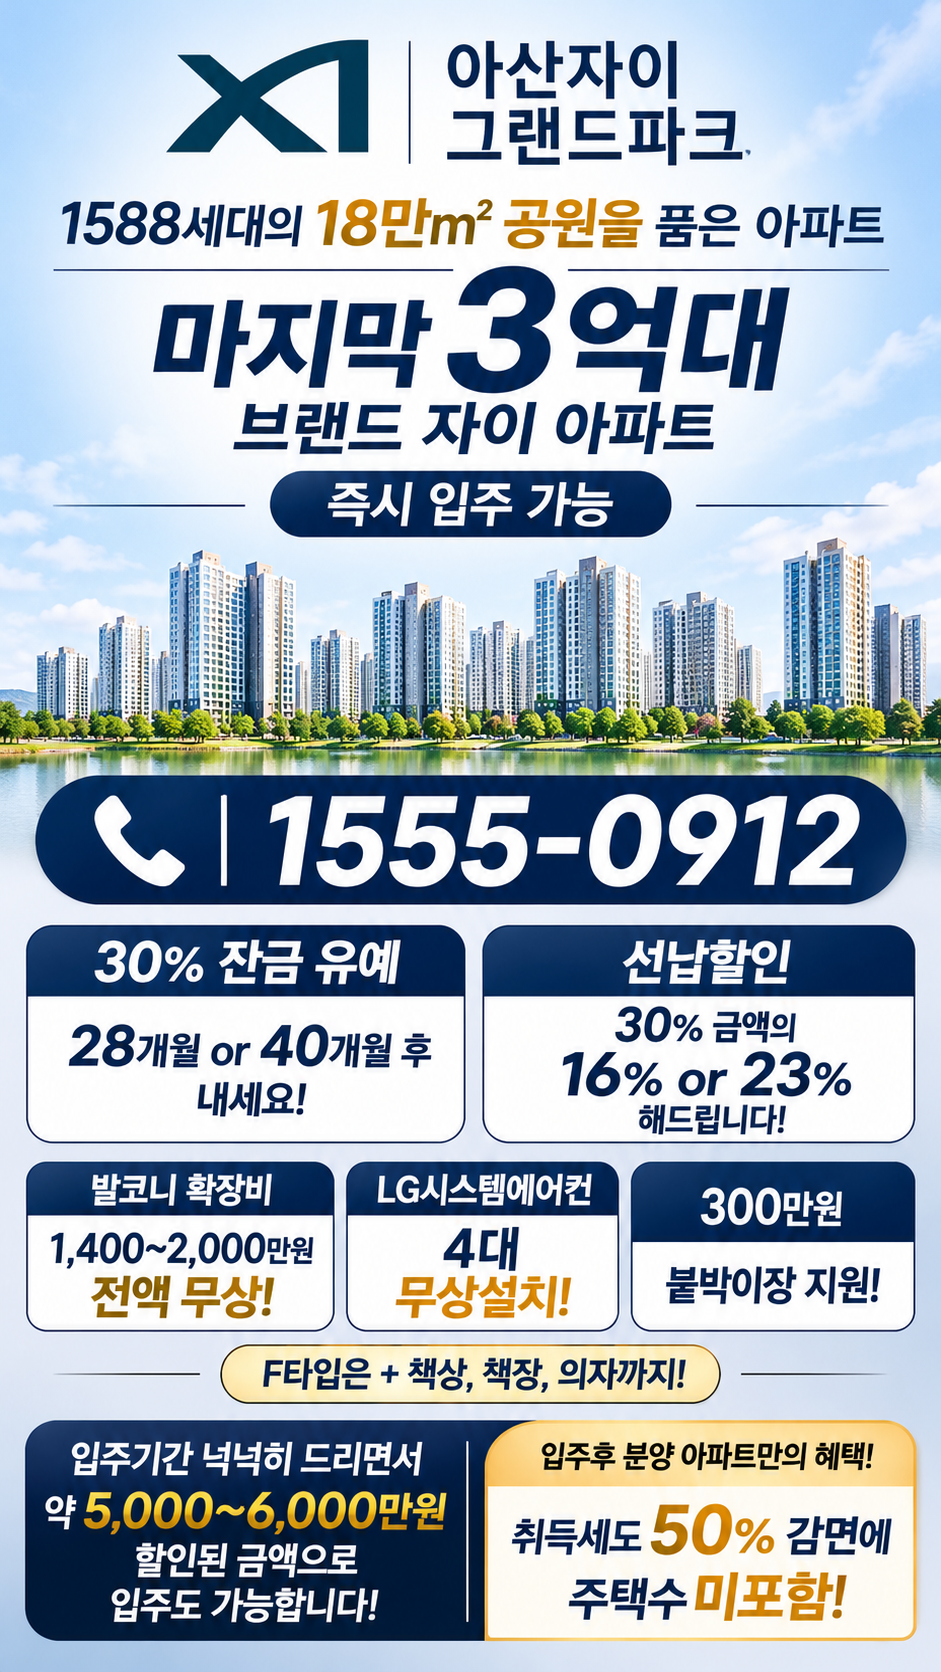 XI
아산자이
그랜드파크
1588세대의 18만m² 공원을 품은 아파트
마지막 3억대
브랜드 자이 아파트
즉시 입주 가능
1555-0912
30% 잔금 유예
28개월 or 40개월 후
내세요!
선납할인
30% 금액의
16% or 23%
해드립니다!
발코니 확장비
1,400~2,000만원
전액 무상!
LG시스템에어컨
4대
무상설치!
300만원
붙박이장 지원!
F타입은 + 책상, 책장, 의자까지!
입주기간 넉넉히 드리면서
약 5,000~6,000만원
할인된 금액으로
입주도 가능합니다!
입주후 분양 아파트만의 혜택!
취득세도 50% 감면에
주택수 미포함!